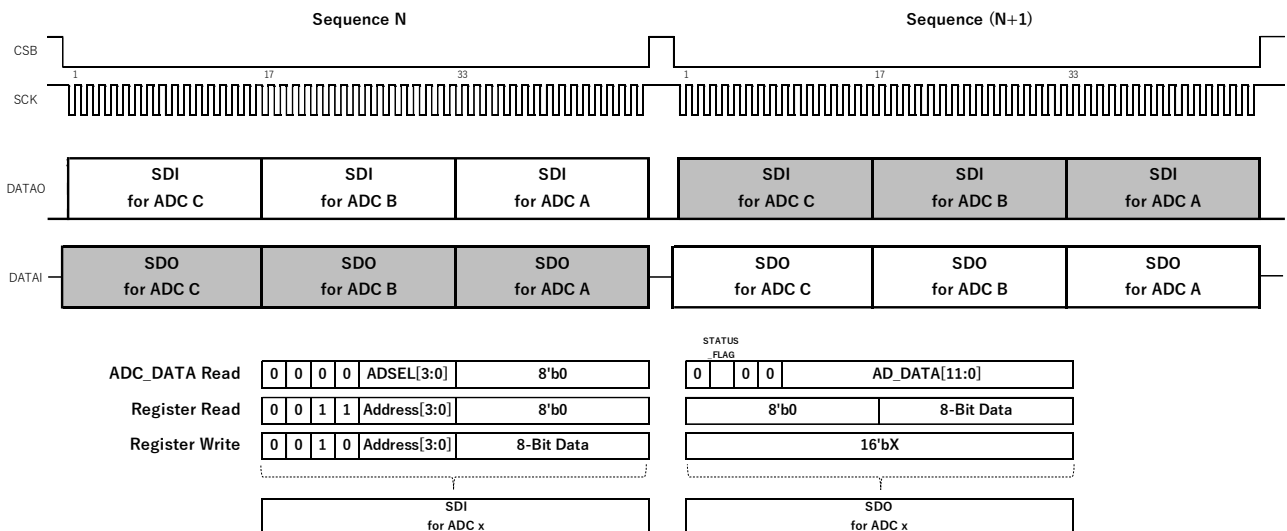 Sequence N Sequence (N+1)
CSB
1 17 33 1 17 33
SCK
SDI SDI SDI SDI SDI SDI
DATAO
for ADC C for ADC B for ADC A for ADC C for ADC B for ADC A
SDO SDO SDO SDO SDO SDO
DATAI
for ADC C for ADC B for ADC A for ADC C for ADC B for ADC A
STATUS
_FLAG
ADC_DATA Read 0 0 0 0 ADSEL[3:0] 8'b0 0 0 0 AD_DATA[11:0]
Register Read 0 0 1 1 Address[3:0] 8'b0 8'b0 8-Bit Data
Register Write 0 0 1 0 Address[3:0] 8-Bit Data 16'bX
SDI SDO
for ADC x for ADC x